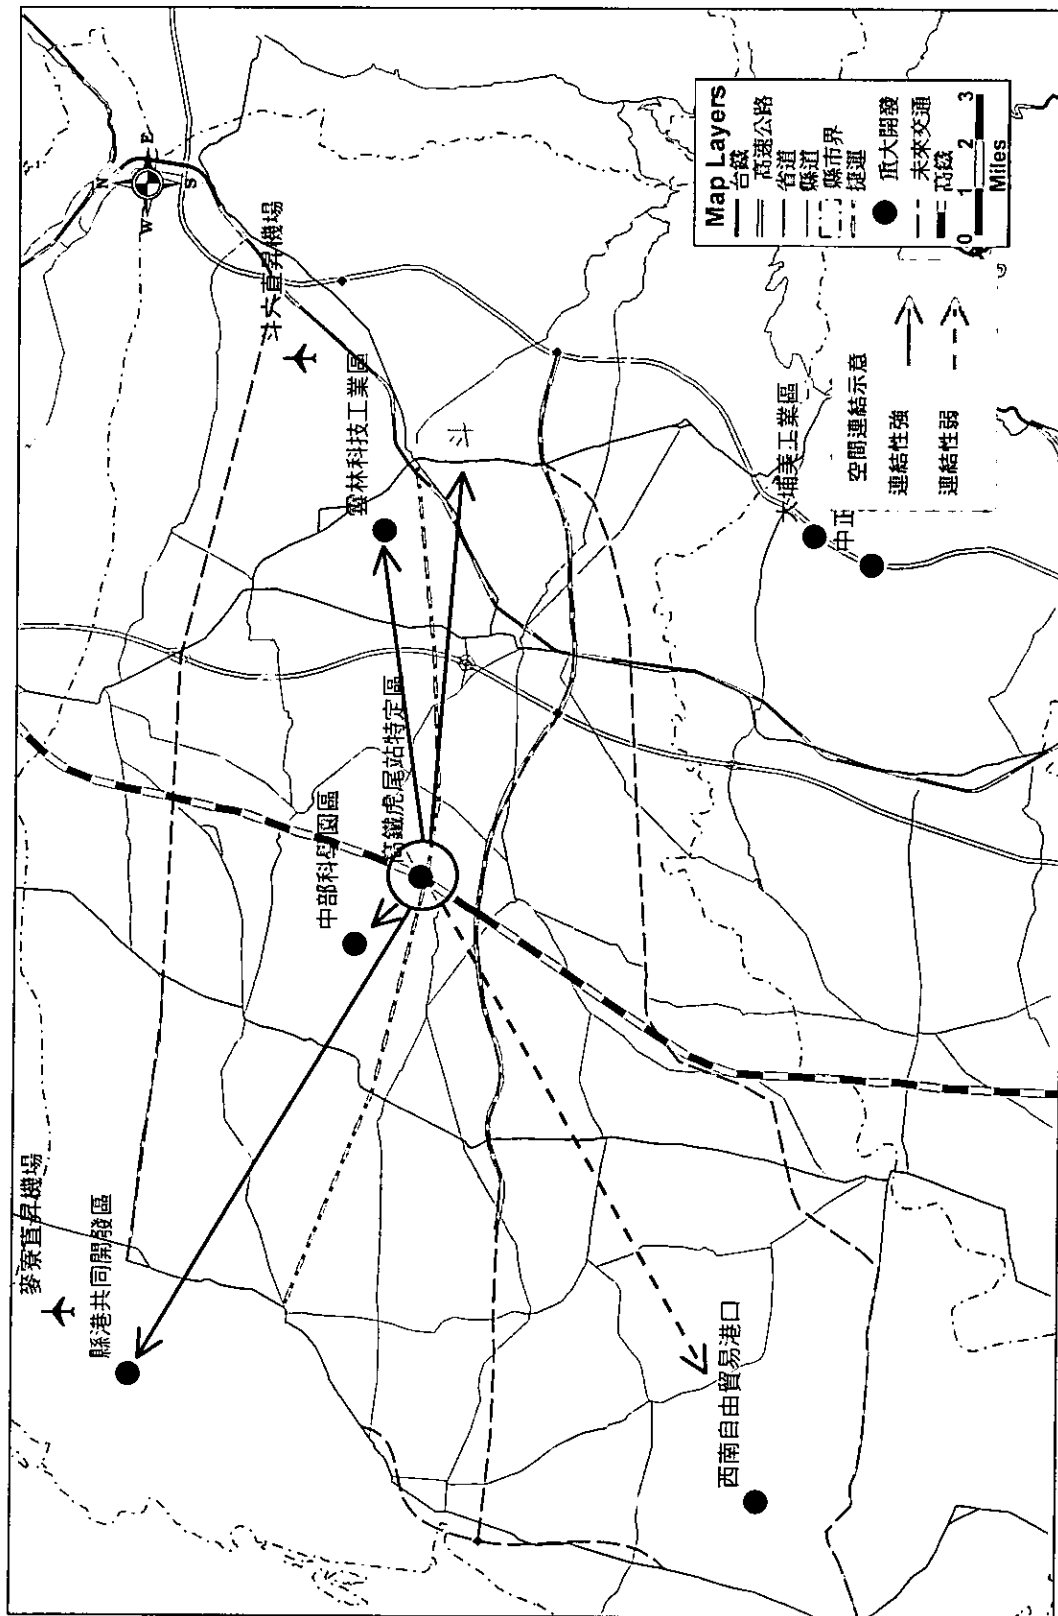 麥寮直昇機場
縣港共同開發區
中部科學園區
高鐵虎尾站特定區
雲林科技工業區
斗六直昇機場
斗
西南自由貿易港口
大埔美工業區
中正
N
W
E
S
Map Layers
台鐵
高速公路
省道
縣道
縣市界
捷運
重大開發
未來交通
高鐵
0 1 2 3
Miles
空間連結示意
連結性強
連結性弱